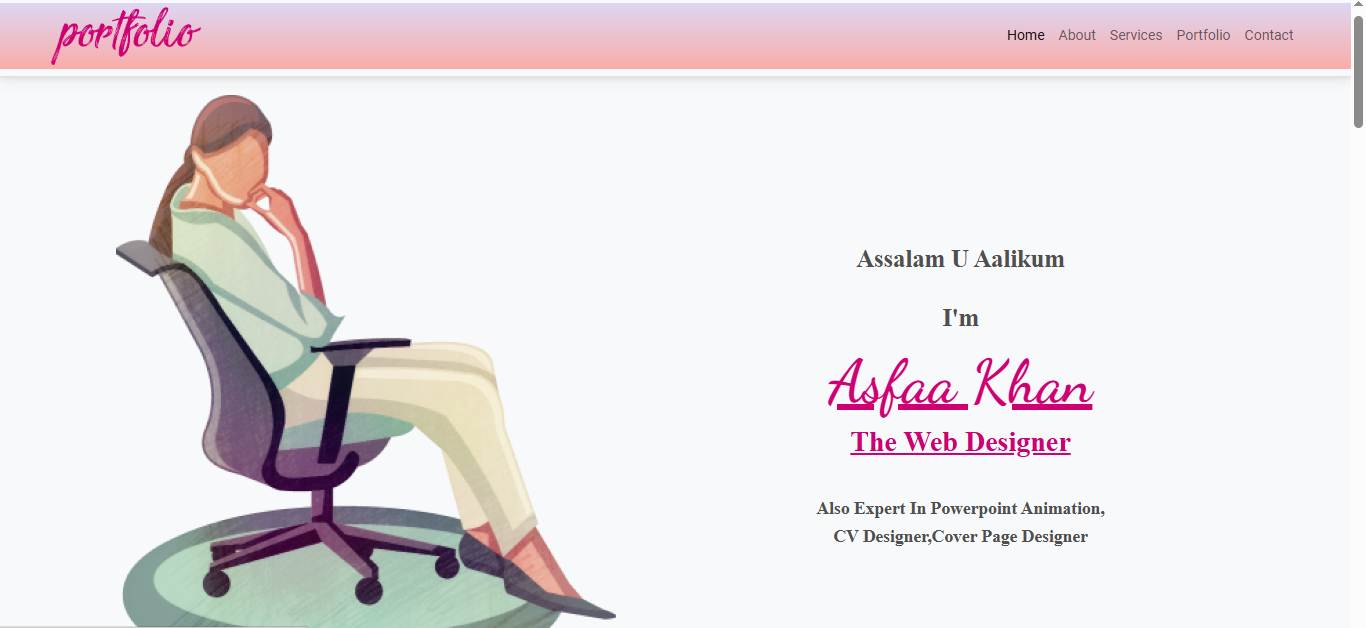 portfolio
Home About Services Portfolio Contact
Assalam U Aalikum
I'm
Asfaa Khan
The Web Designer
Also Expert In Powerpoint Animation,
CV Designer,Cover Page Designer